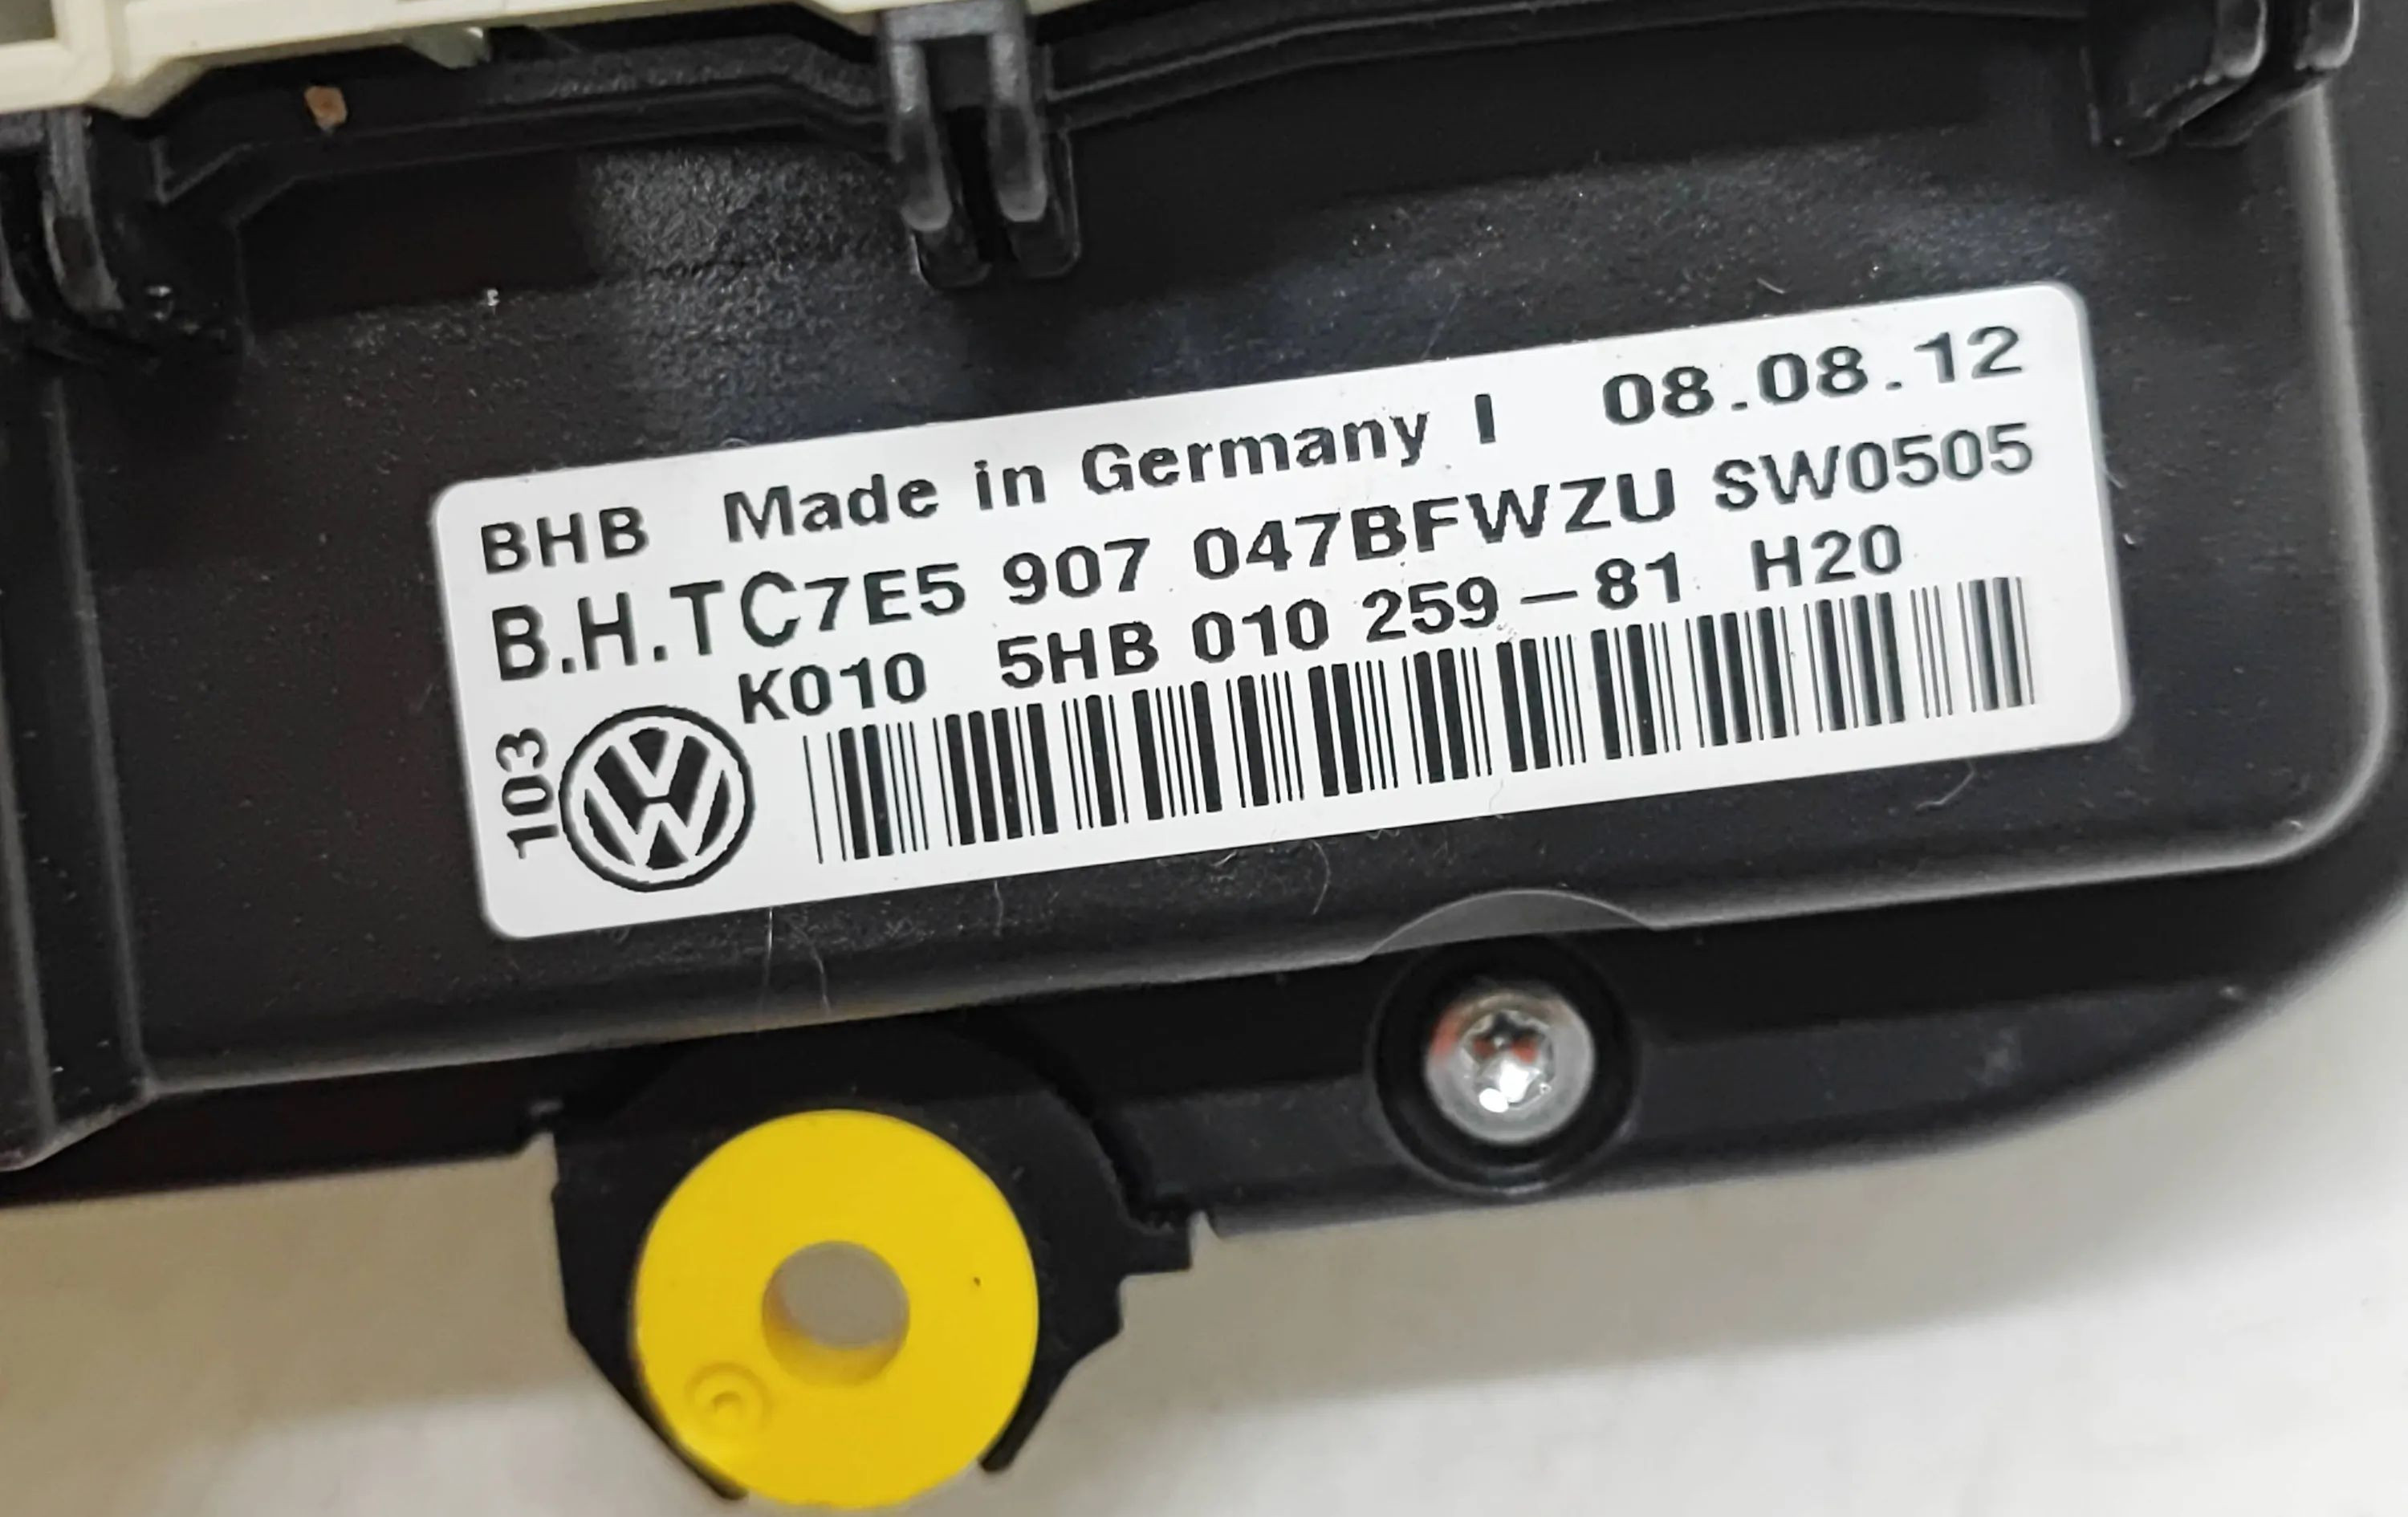 BHB Made in Germany I 08.08.12
B.H.TC7E5 907 047BFWZU SW0505
K010 5HB 010 259-81 H20
103